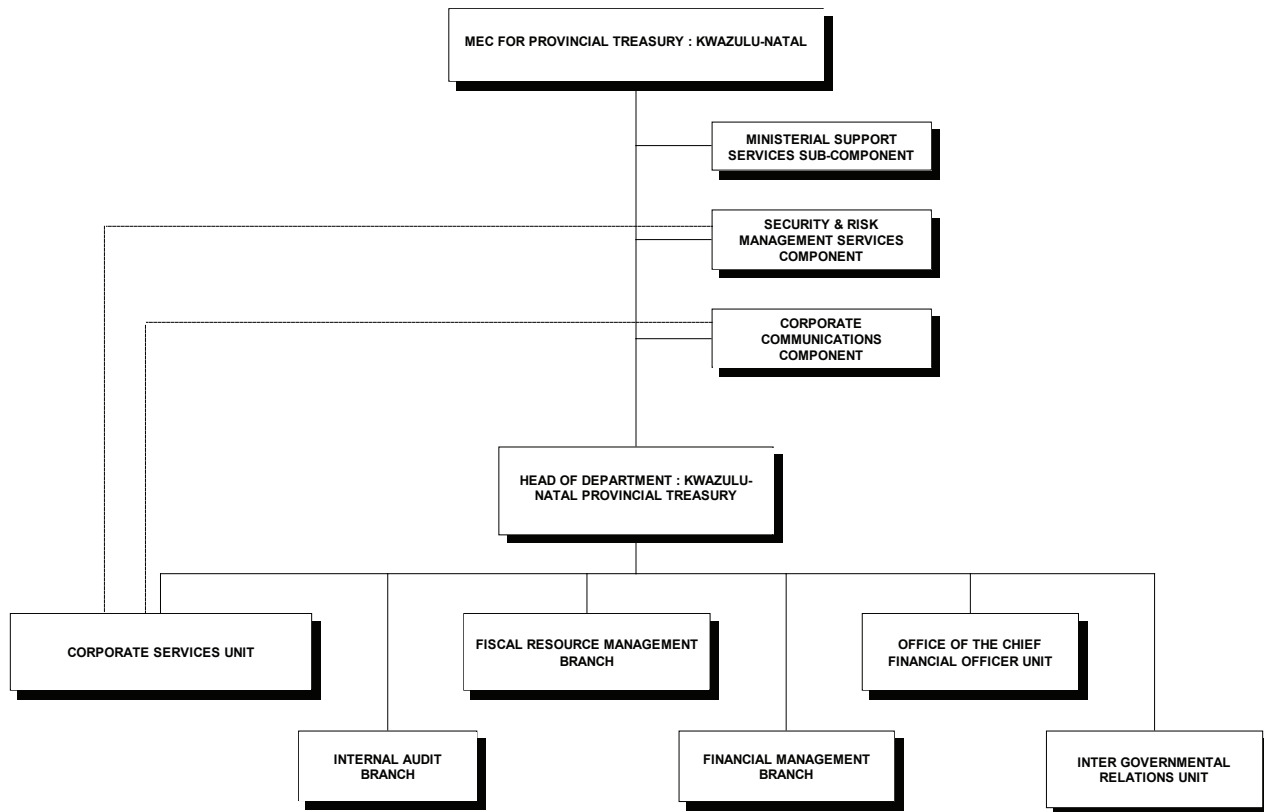 MEC FOR PROVINCIAL TREASURY : KWAZULU-NATAL
MINISTERIAL SUPPORT
SERVICES SUB-COMPONENT
SECURITY & RISK
MANAGEMENT SERVICES
COMPONENT
CORPORATE
COMMUNICATIONS
COMPONENT
HEAD OF DEPARTMENT : KWAZULU-
NATAL PROVINCIAL TREASURY
CORPORATE SERVICES UNIT
FISCAL RESOURCE MANAGEMENT
BRANCH
OFFICE OF THE CHIEF
FINANCIAL OFFICER UNIT
INTERNAL AUDIT
BRANCH
FINANCIAL MANAGEMENT
BRANCH
INTER GOVERNMENTAL
RELATIONS UNIT